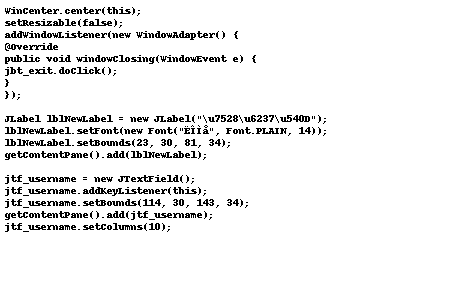 WinCenter.center(this);
setResizable(false);
addWindowListener(new WindowAdapter() {
@Override
public void windowClosing(WindowEvent e) {
jbt_exit.doClick();
}
});
JLabel lblNewLabel = new JLabel("\u7528\u6237\u540D");
lblNewLabel.setFont(new Font("ËÎÌå", Font.PLAIN, 14));
lblNewLabel.setBounds(23, 30, 81, 34);
getContentPane().add(lblNewLabel);
jtf_username = new JTextField();
jtf_username.addKeyListener(this);
jtf_username.setBounds(114, 30, 143, 34);
getContentPane().add(jtf_username);
jtf_username.setColumns(10);